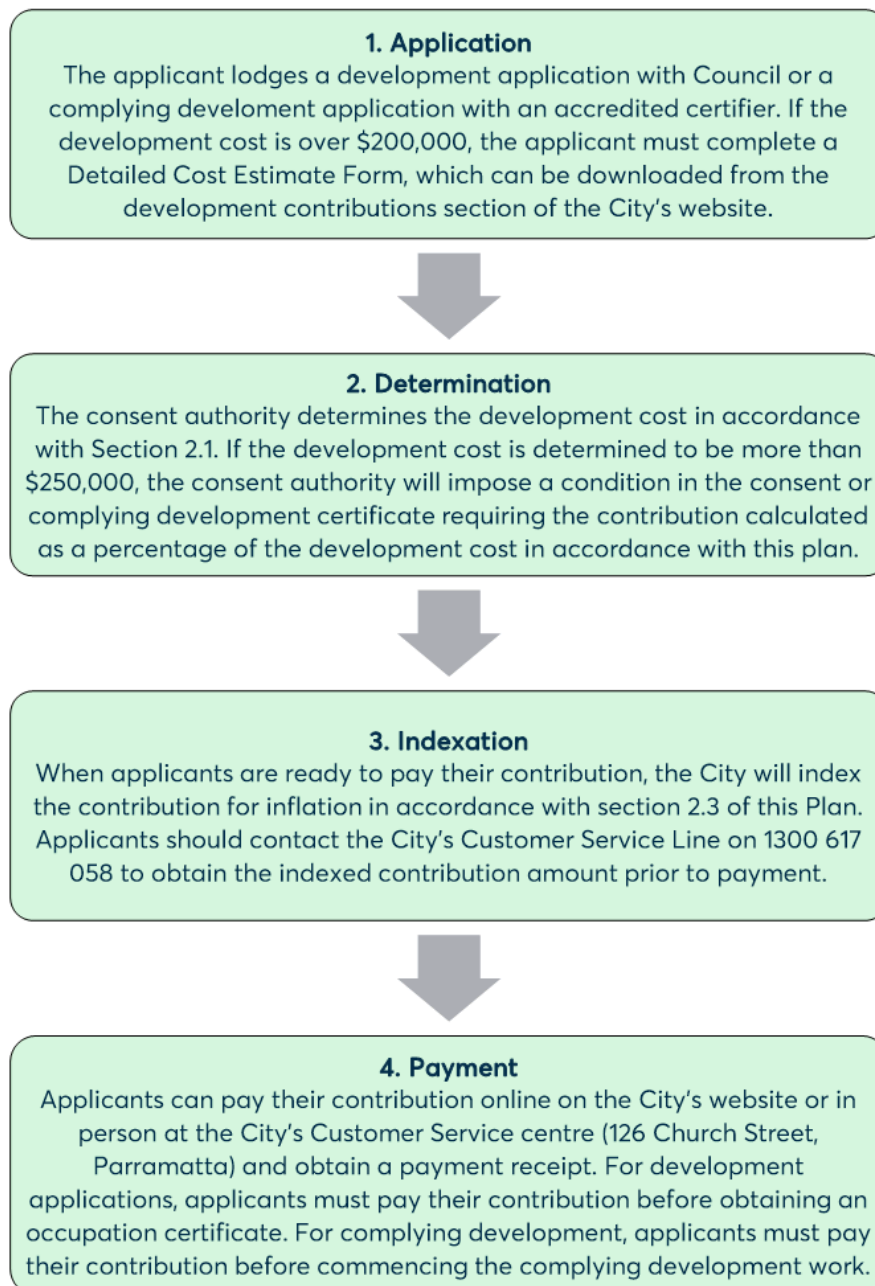 1. Application
The applicant lodges a development application with Council or a
complying develoment application with an accredited certifier. If the
development cost is over $200,000, the applicant must complete a
Detailed Cost Estimate Form, which can be downloaded from the
development contributions section of the City's website.
2. Determination
The consent authority determines the development cost in accordance
with Section 2.1. If the development cost is determined to be more than
$250,000, the consent authority will impose a condition in the consent or
complying development certificate requiring the contribution calculated
as a percentage of the development cost in accordance with this plan.
3. Indexation
When applicants are ready to pay their contribution, the City will index
the contribution for inflation in accordance with section 2.3 of this Plan.
Applicants should contact the City's Customer Service Line on 1300 617
058 to obtain the indexed contribution amount prior to payment.
4. Payment
Applicants can pay their contribution online on the City's website or in
person at the City's Customer Service centre (126 Church Street,
Parramatta) and obtain a payment receipt. For development
applications, applicants must pay their contribution before obtaining an
occupation certificate. For complying development, applicants must pay
their contribution before commencing the complying development work.